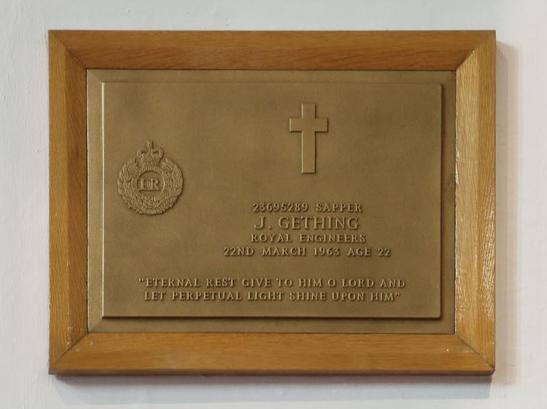 EIIR
23695289 SAPPER
J. GETHING
ROYAL ENGINEERS
22ND MARCH 1963 AGE 22
"ETERNAL REST GIVE TO HIM O LORD AND
LET PERPETUAL LIGHT SHINE UPON HIM"